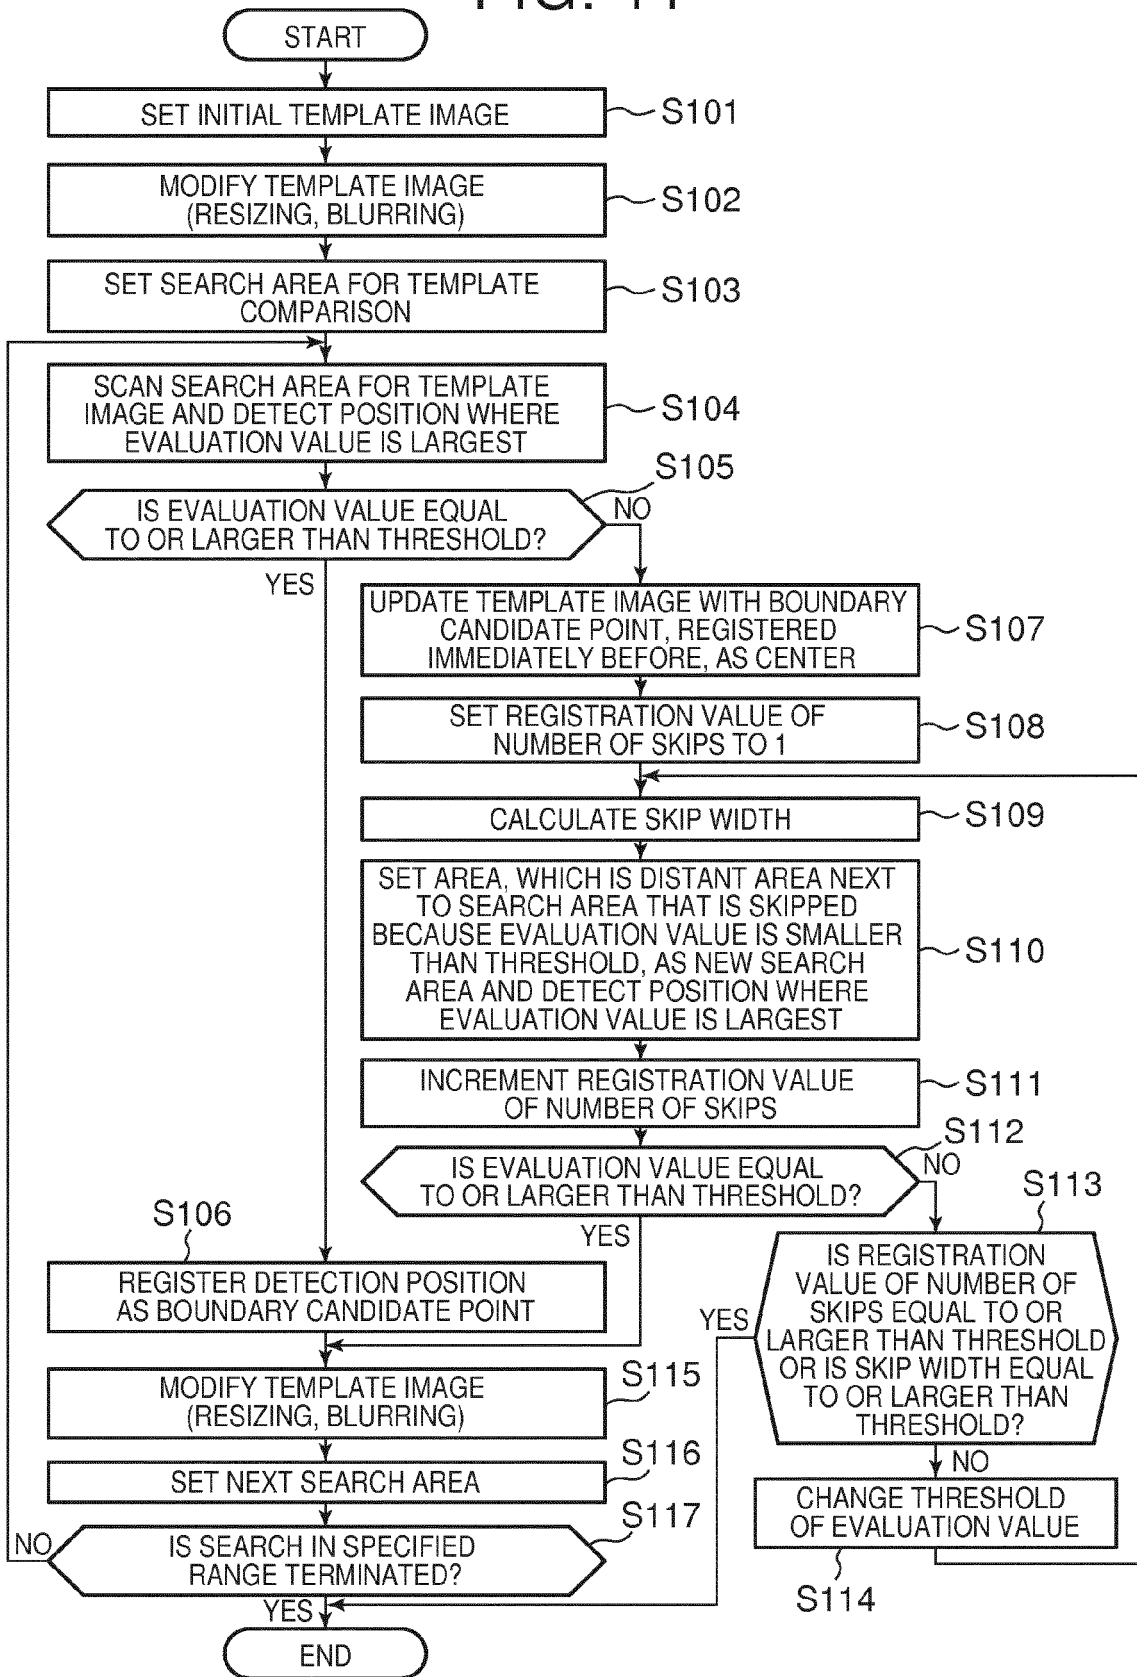 START
SET INITIAL TEMPLATE IMAGE
S101
MODIFY TEMPLATE IMAGE
(RESIZING, BLURRING)
S102
SET SEARCH AREA FOR TEMPLATE
COMPARISON
S103
SCAN SEARCH AREA FOR TEMPLATE
IMAGE AND DETECT POSITION WHERE
EVALUATION VALUE IS LARGEST
S104
S105
IS EVALUATION VALUE EQUAL
TO OR LARGER THAN THRESHOLD?
NO
YES
UPDATE TEMPLATE IMAGE WITH BOUNDARY
CANDIDATE POINT, REGISTERED
IMMEDIATELY BEFORE, AS CENTER
S107
SET REGISTRATION VALUE OF
NUMBER OF SKIPS TO 1
S108
CALCULATE SKIP WIDTH
S109
SET AREA, WHICH IS DISTANT AREA NEXT
TO SEARCH AREA THAT IS SKIPPED
BECAUSE EVALUATION VALUE IS SMALLER
THAN THRESHOLD, AS NEW SEARCH
AREA AND DETECT POSITION WHERE
EVALUATION VALUE IS LARGEST
S110
INCREMENT REGISTRATION VALUE
OF NUMBER OF SKIPS
S111
S112
IS EVALUATION VALUE EQUAL
TO OR LARGER THAN THRESHOLD?
NO
YES
S113
IS REGISTRATION
VALUE OF NUMBER OF
SKIPS EQUAL TO OR
LARGER THAN THRESHOLD
OR IS SKIP WIDTH EQUAL
TO OR LARGER THAN
THRESHOLD?
YES
NO
CHANGE THRESHOLD
OF EVALUATION VALUE
S114
S106
REGISTER DETECTION POSITION
AS BOUNDARY CANDIDATE POINT
MODIFY TEMPLATE IMAGE
(RESIZING, BLURRING)
S115
SET NEXT SEARCH AREA
S116
S117
IS SEARCH IN SPECIFIED
RANGE TERMINATED?
NO
YES
END